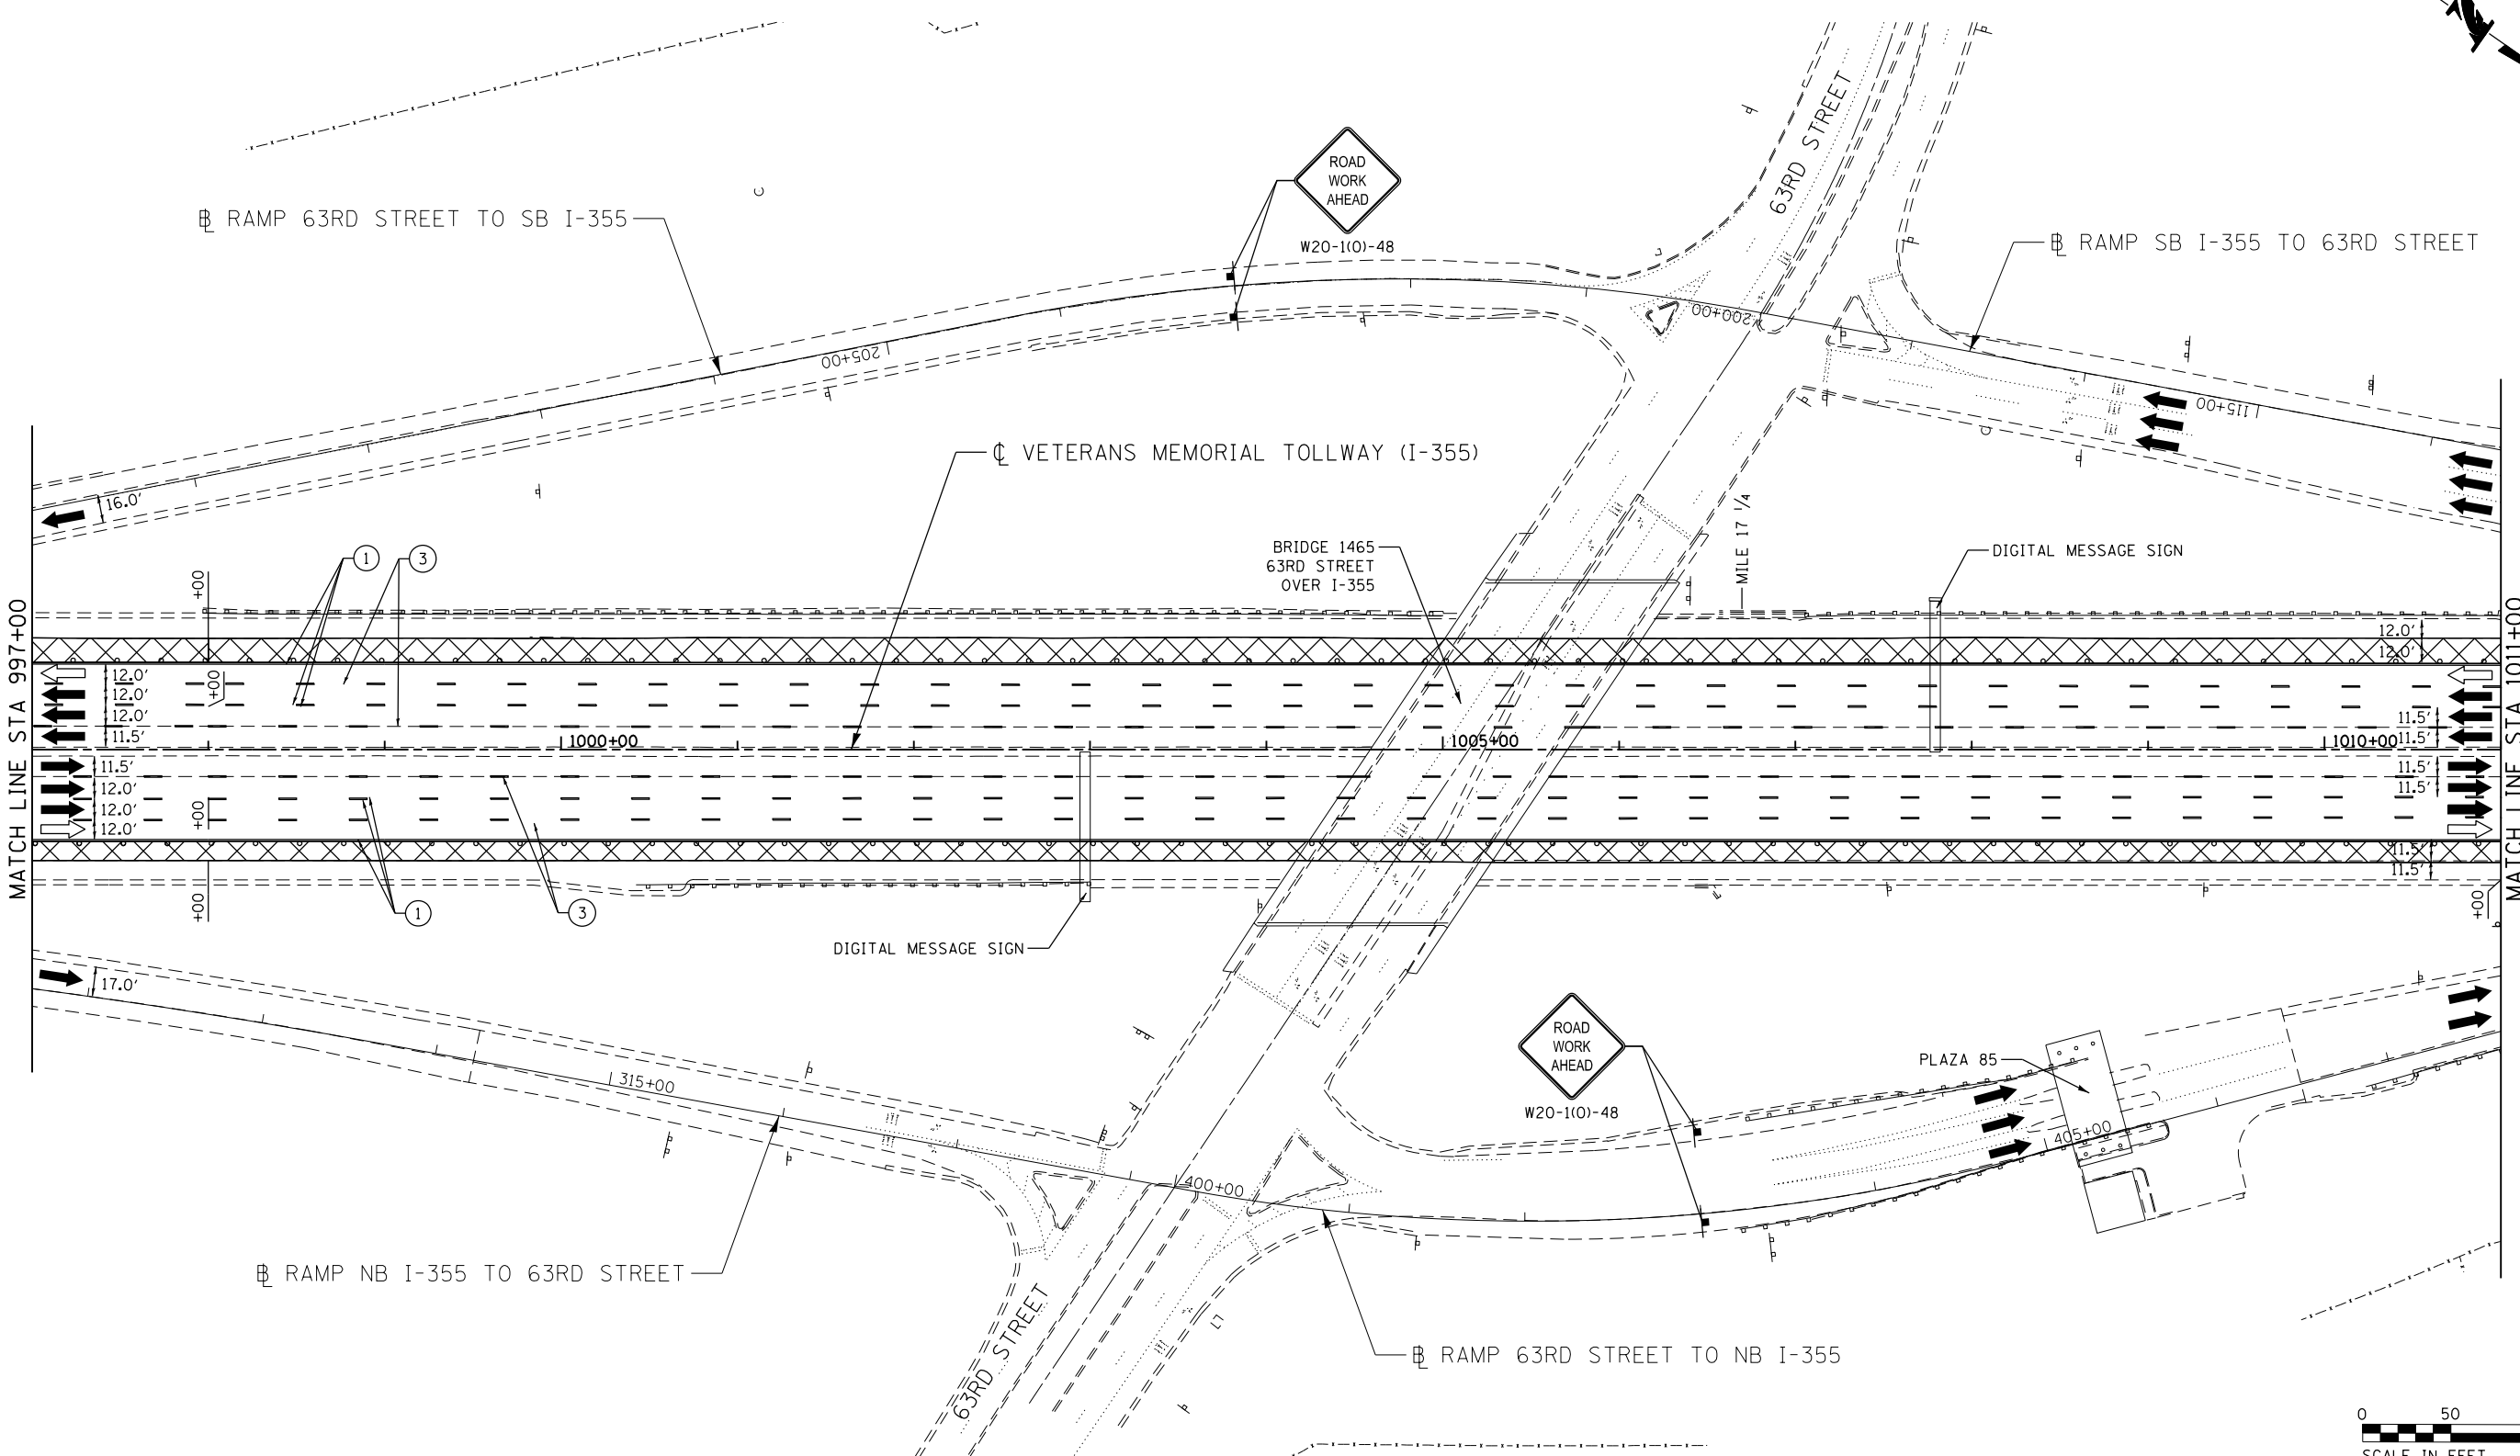 63RD STREET
ROAD
WORK
AHEAD
W20-1(0)-48
℄ RAMP 63RD STREET TO SB I-355
℄ RAMP SB I-355 TO 63RD STREET
200+00
205+00
115+00
℄ VETERANS MEMORIAL TOLLWAY (I-355)
16.0'
BRIDGE 1465
63RD STREET
OVER I-355
MILE 17 1/4
DIGITAL MESSAGE SIGN
1
3
+00
+00
MATCH LINE STA 997+00
MATCH LINE STA 1011+00
12.0'
12.0'
12.0'
12.0'
12.0'
11.5'
11.5'
11.5'
1000+00
1005+00
1010+00
11.5'
12.0'
12.0'
12.0'
11.5'
11.5'
+00
11.5'
11.5'
+00
+00
1
3
DIGITAL MESSAGE SIGN
17.0'
ROAD
WORK
AHEAD
W20-1(0)-48
PLAZA 85
315+00
400+00
405+00
℄ RAMP NB I-355 TO 63RD STREET
63RD STREET
℄ RAMP 63RD STREET TO NB I-355
0 50
SCALE IN FEET